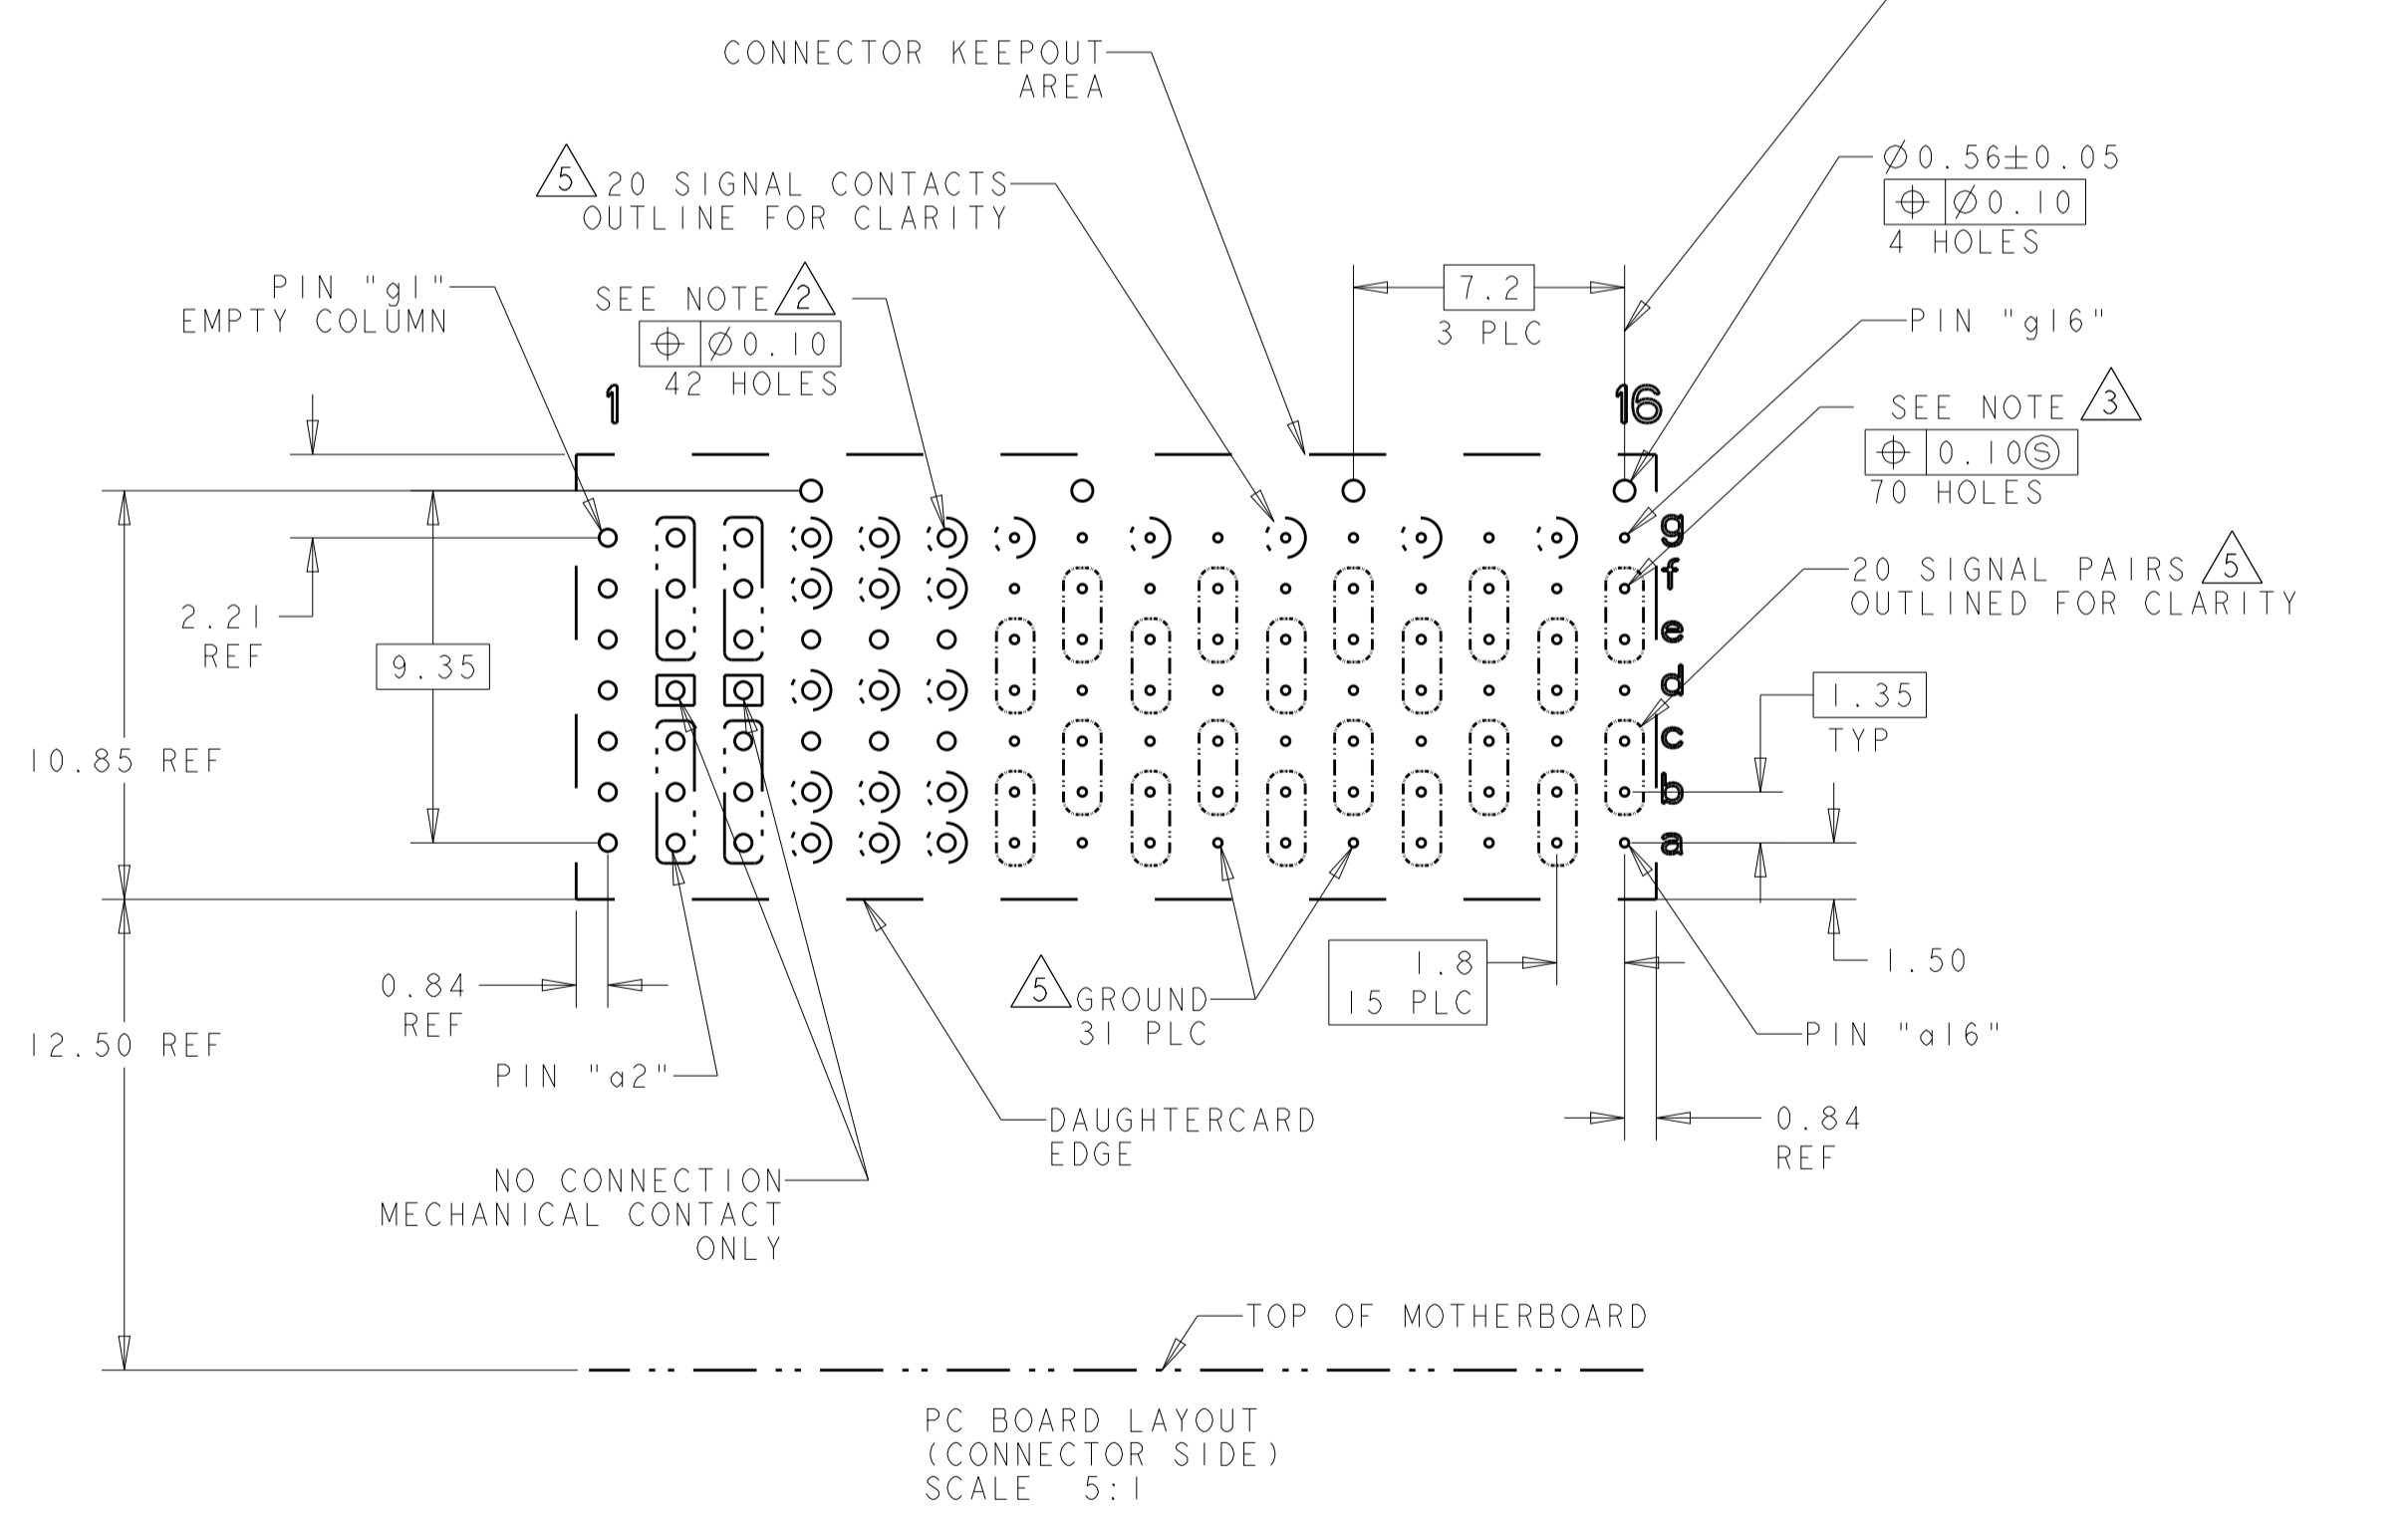 CONNECTOR KEEPOUT
AREA
5 20 SIGNAL CONTACTS
OUTLINE FOR CLARITY
⌀0.56±0.05
⌖ ⌀0.10
4 HOLES
PIN "g1"
EMPTY COLUMN
SEE NOTE 2
⌖ ⌀0.10
42 HOLES
7.2
3 PLC
PIN "g16"
SEE NOTE 3
⌖ 0.10Ⓢ
70 HOLES
1
16
g
f
e
d
c
b
a
20 SIGNAL PAIRS 5
OUTLINED FOR CLARITY
2.21
REF
9.35
1.35
TYP
10.85 REF
12.50 REF
0.84
REF
PIN "a2"
5 GROUND
31 PLC
1.8
15 PLC
1.50
PIN "a16"
0.84
REF
DAUGHTERCARD
EDGE
NO CONNECTION
MECHANICAL CONTACT
ONLY
TOP OF MOTHERBOARD
PC BOARD LAYOUT
(CONNECTOR SIDE)
SCALE 5:1